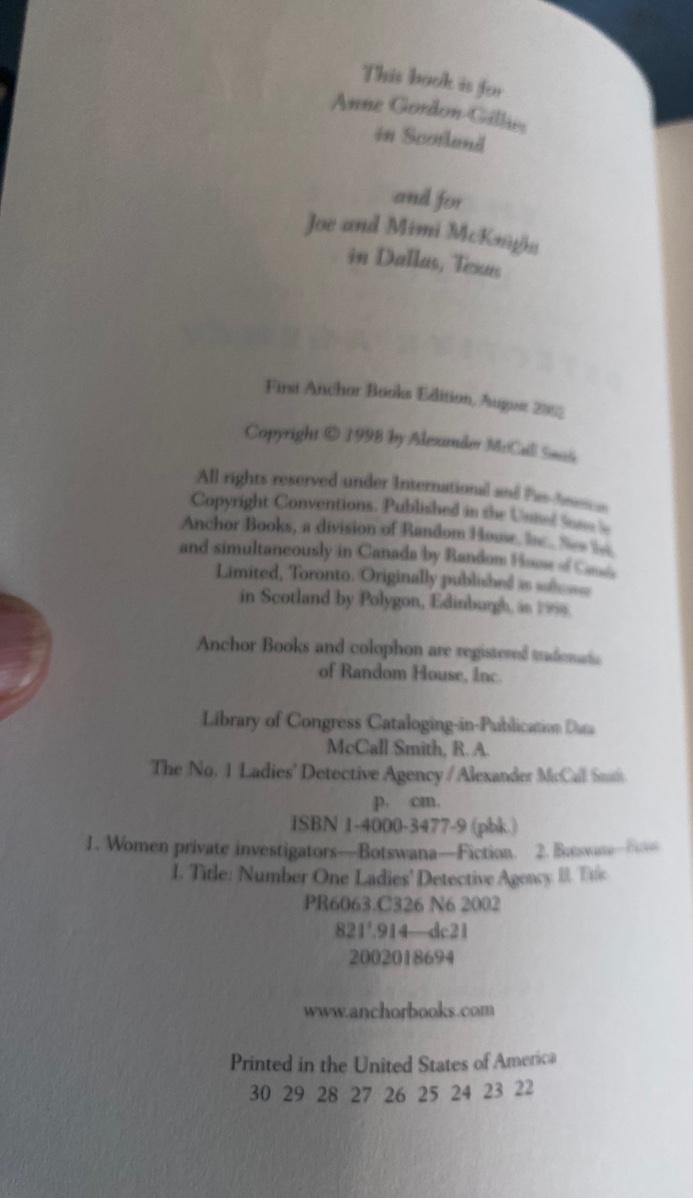 This book is for
Anne Gordon-Gillies
in Scotland
and for
Joe and Mimi McKnight
in Dallas, Texas
First Anchor Books Edition, August 2002
Copyright © 1998 by Alexander McCall Smith
All rights reserved under International and Pan-American
Copyright Conventions. Published in the United States by
Anchor Books, a division of Random House, Inc., New York,
and simultaneously in Canada by Random House of Canada
Limited, Toronto. Originally published in softcover
in Scotland by Polygon, Edinburgh, in 1998.
Anchor Books and colophon are registered trademarks
of Random House, Inc.
Library of Congress Cataloging-in-Publication Data
McCall Smith, R. A.
The No. 1 Ladies' Detective Agency / Alexander McCall Smith
p. cm.
ISBN 1-4000-3477-9 (pbk.)
1. Women private investigators—Botswana—Fiction. 2. Botswana—Fiction
I. Title: Number One Ladies' Detective Agency. II. Title.
PR6063.C326 N6 2002
821'.914—dc21
2002018694
www.anchorbooks.com
Printed in the United States of America
30 29 28 27 26 25 24 23 22